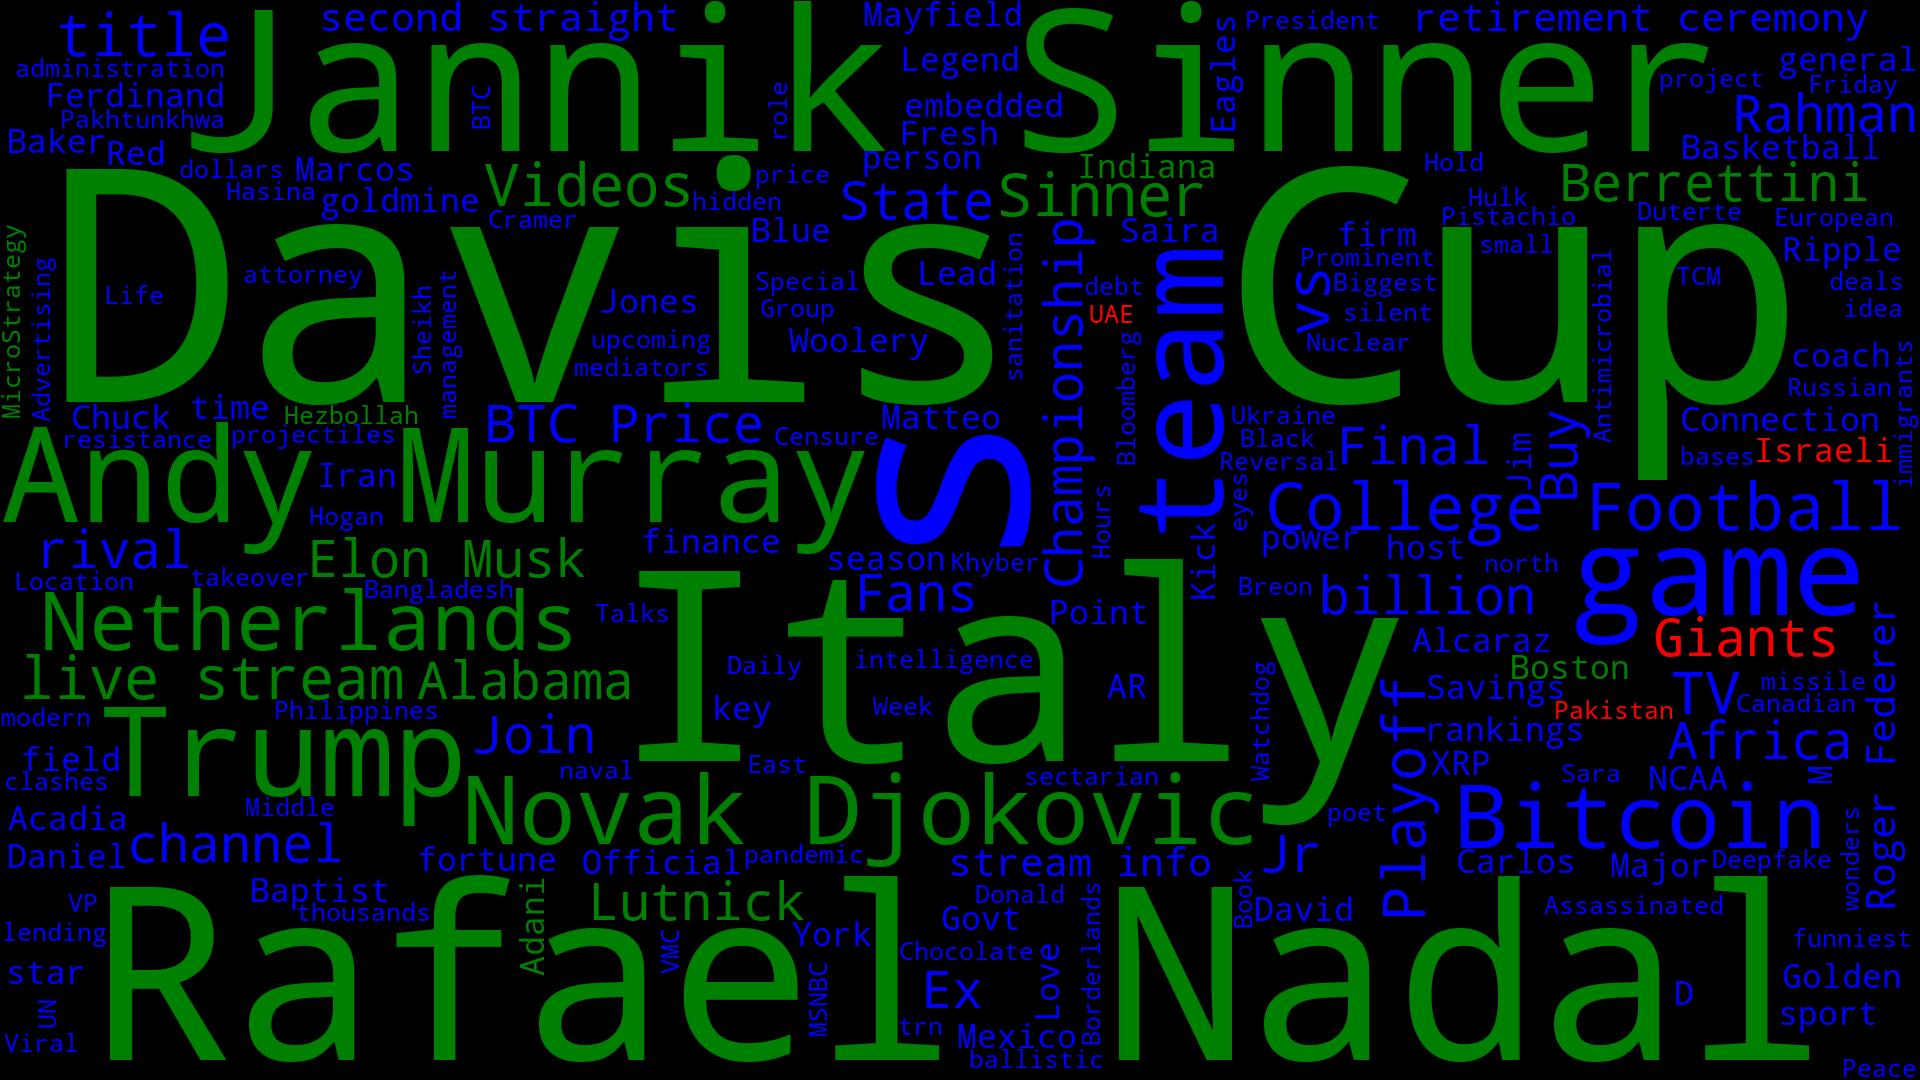 title
second straight
Mayfield
President
retirement ceremony
Jannik Sinner
administration
Ferdinand
Pakhtunkhwa
Baker
Red
BTC
role
Legend
embedded
Fresh
person
Eagles
project
general
Friday
Rahman
Basketball
dollars
Marcos
Hasina
goldmine
Videos
Cramer
price
hidden
State
Sinner
Indiana
Hold
Hulk
Pistachio
Berrettini
Duterte
European
Davis Cup
MicroStrategy
Advertising
Life
attorney
Sheikh
management
Jones
upcoming
mediators
Blue
Special
Group
Woolery
Lead
sanitation
Championship
Saira
debt
UAE
Bloomberg
team
vs
firm
Prominent
Biggest
silent
Nuclear
small
Antimicrobial
TCM
Ripple
deals
idea
coach
Russian
immigrants
Chuck
time
Hezbollah
resistance
projectiles
BTC Price
Censure
Matteo
Ukraine
Black
Reversal
Final
Jim
Buy
Connection
bases
Israeli
Andy Murray
Iran
Hogan
S
Hours
eyes
College Football
rival
Elon Musk
finance
season
Khyber
Kick
power
host
north
game
Location
takeover
Bangladesh
Netherlands
Talks
Italy
Fans
Point
Breon
billion
Giants
Federer
live stream
Alabama
Daily
intelligence
key
Week
AR
Watchdog
Alcaraz
Boston
Savings
Pakistan
TV
missile
Canadian
modern
Philippines
Trump
Join
field
clashes
naval
East
sectarian
Playoff
rankings
XRP
Sara
NCAA
Africa
M
Acadia
Middle
Novak Djokovic
poet
Bitcoin
Daniel
channel
fortune
Official
pandemic
stream info
Jr
Carlos
Major
Deepfake
wonders
Roger
VP
Baptist
thousands
Adani
Lutnick
Donald
Govt
Book
David
Assassinated
lending
star
UN
Viral
Rafael Nadal
VMC
York
MSNBC
Chocolate
Ex
trn
Mexico
ballistic
Love
Borderlands
D
funniest
Golden
sport
Peace